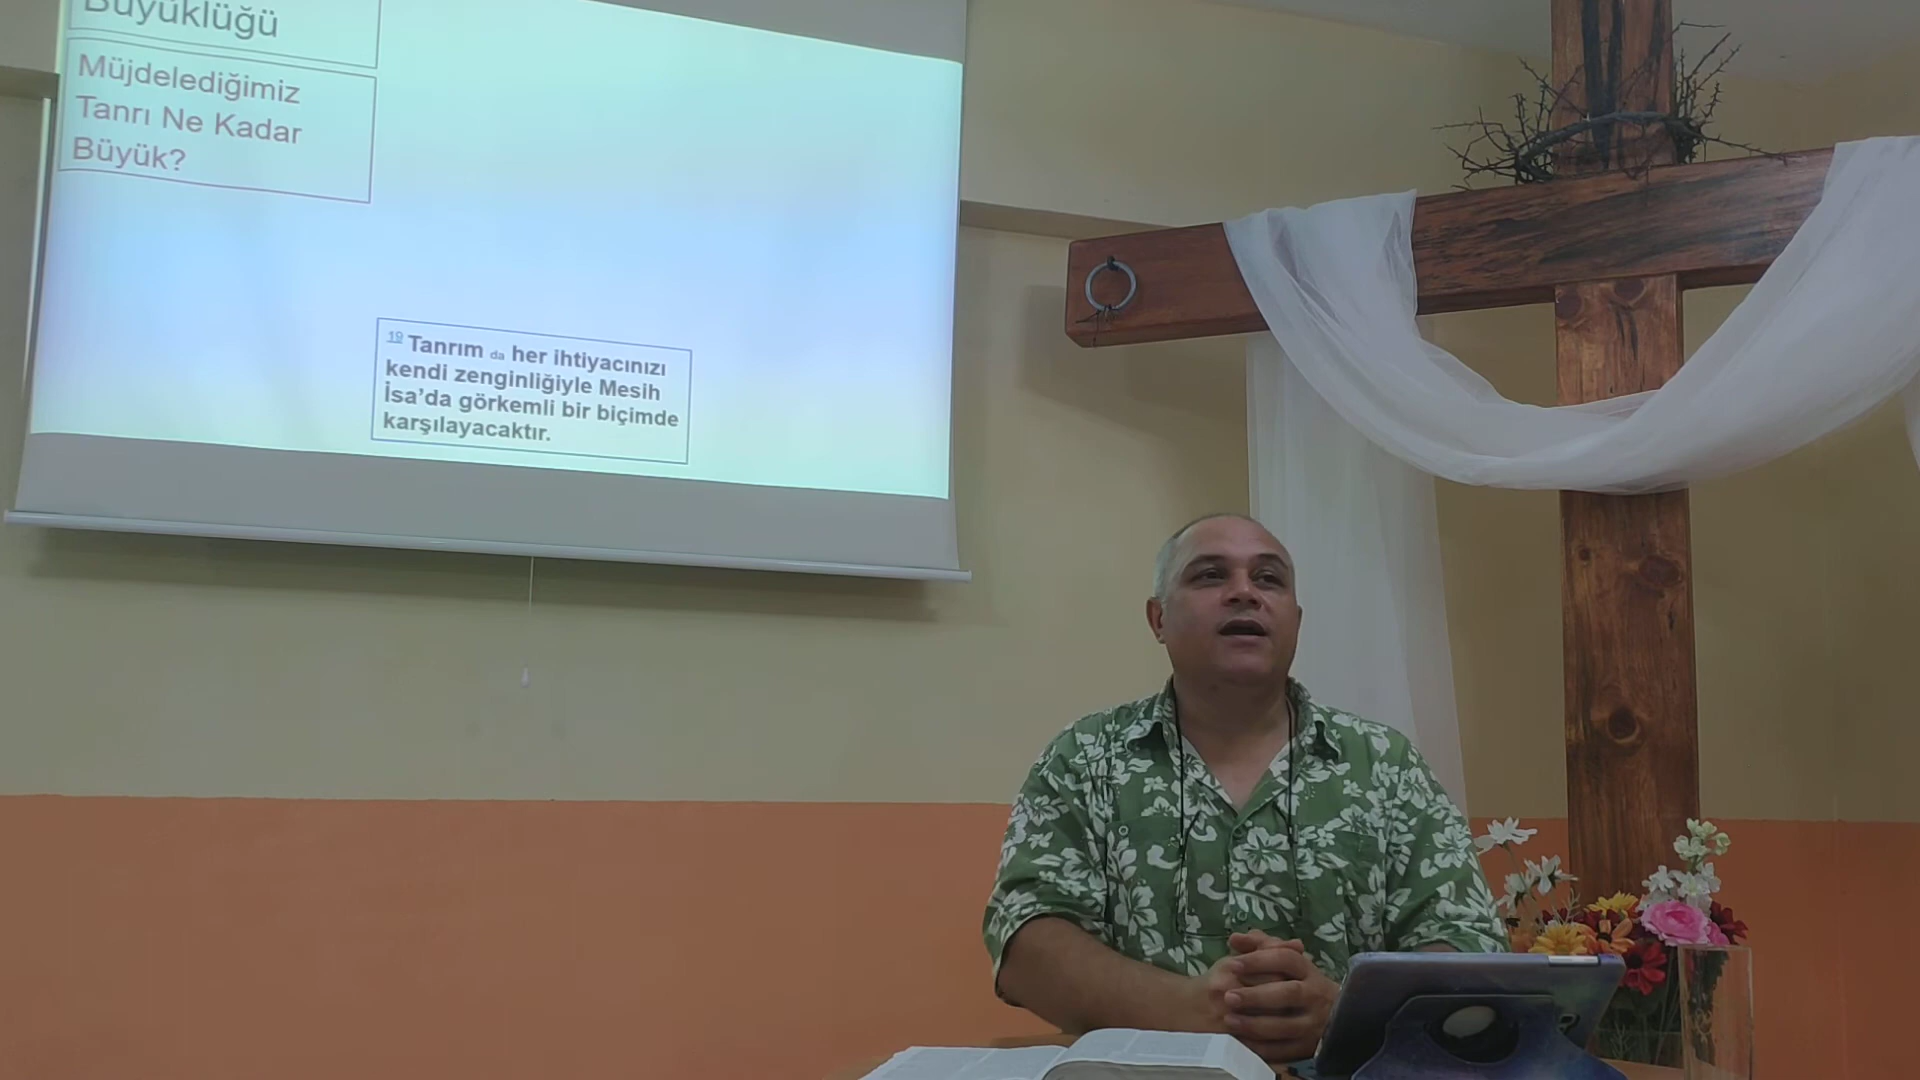 Büyüklüğü
Müjdelediğimiz
Tanrı Ne Kadar
Büyük?
19 Tanrım da her ihtiyacınızı
kendi zenginliğiyle Mesih
İsa’da görkemli bir biçimde
karşılayacaktır.